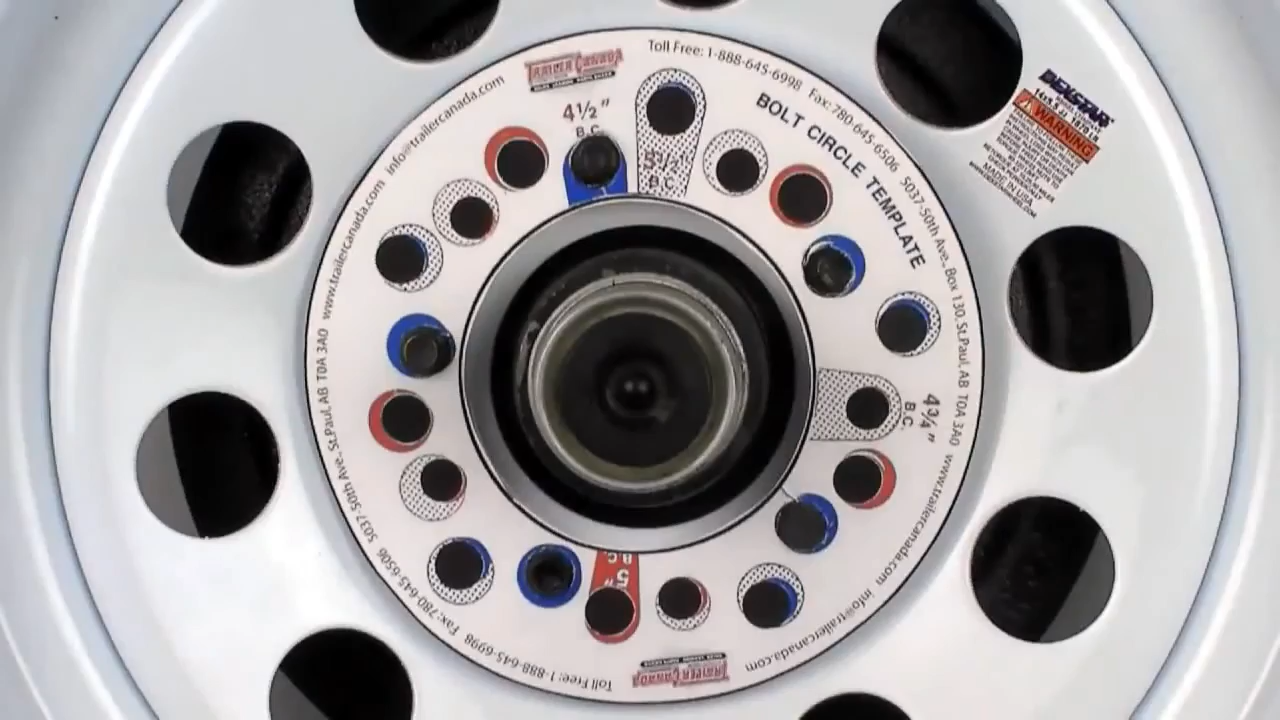 TRAILER CANADA
Toll Free: 1-888-645-6998 Fax: 780-645-6506 5037-50th Ave., Box 130, St.Paul, AB T0A 3A0 www.trailercanada.com info@trailercanada.com
BOLT CIRCLE TEMPLATE
4½"
B.C.
5½"
B.C.
4¾"
B.C.
5"
B.C.
TRAILER CANADA
Toll Free: 1-888-645-6998 Fax: 780-645-6506 5037-50th Ave., St.Paul, AB T0A 3A0 www.trailercanada.com info@trailercanada.com
DEXSTAR
WARNING
MADE IN USA